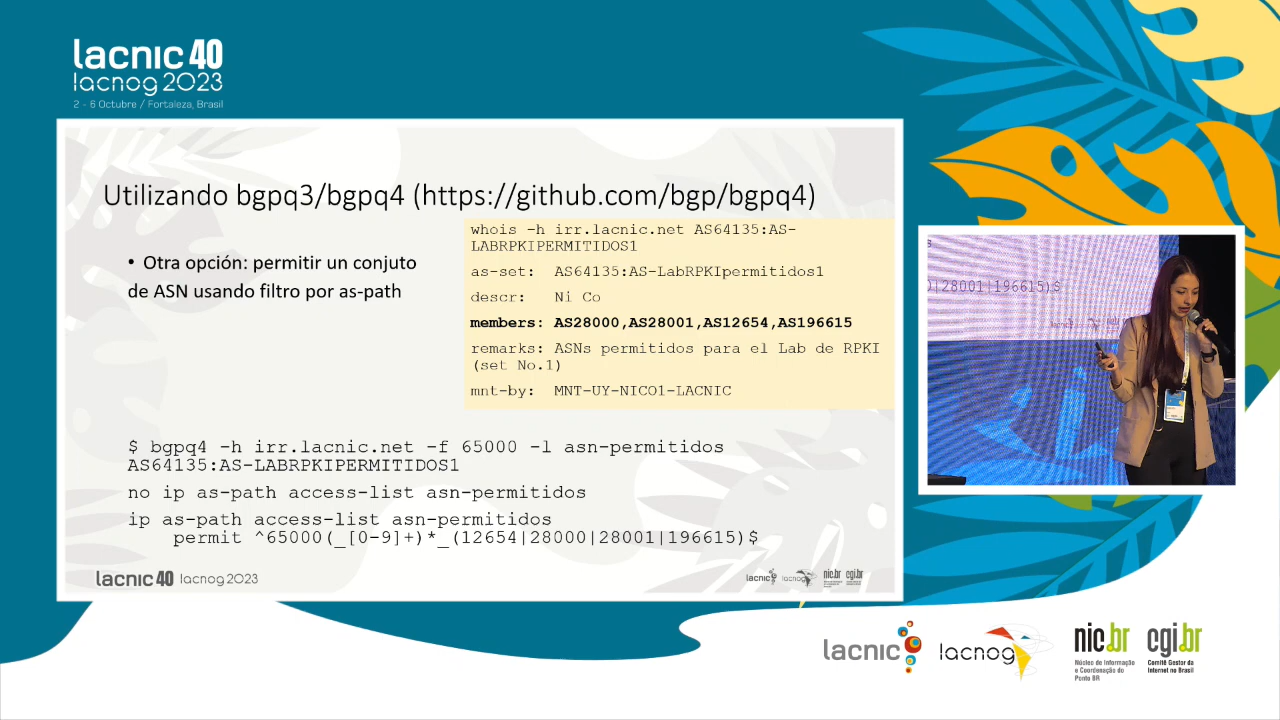 lacnic 40
lacnog 2023
2 - 6 Octubre / Fortaleza, Brasil
Utilizando bgpq3/bgpq4 (https://github.com/bgp/bgpq4)
• Otra opción: permitir un conjuto
de ASN usando filtro por as-path
whois -h irr.lacnic.net AS64135:AS-
LABRPKIPERMITIDOS1
as-set: AS64135:AS-LabRPKIpermitidos1
descr: Ni Co
members: AS28000,AS28001,AS12654,AS196615
remarks: ASNs permitidos para el Lab de RPKI
(set No.1)
mnt-by: MNT-UY-NICO1-LACNIC
$ bgpq4 -h irr.lacnic.net -f 65000 -l asn-permitidos
AS64135:AS-LABRPKIPERMITIDOS1
no ip as-path access-list asn-permitidos
ip as-path access-list asn-permitidos
permit ^65000(_[0-9]+)*_(12654|28000|28001|196615)$
lacnic 40 lacnog 2023
lacnic lacnog nic.br cgi.br
|28001|196615)$
lacnic
lacnog
nic.br
Núcleo de Informação
e Coordenação do
Ponto BR
cgi.br
Comitê Gestor da
Internet no Brasil